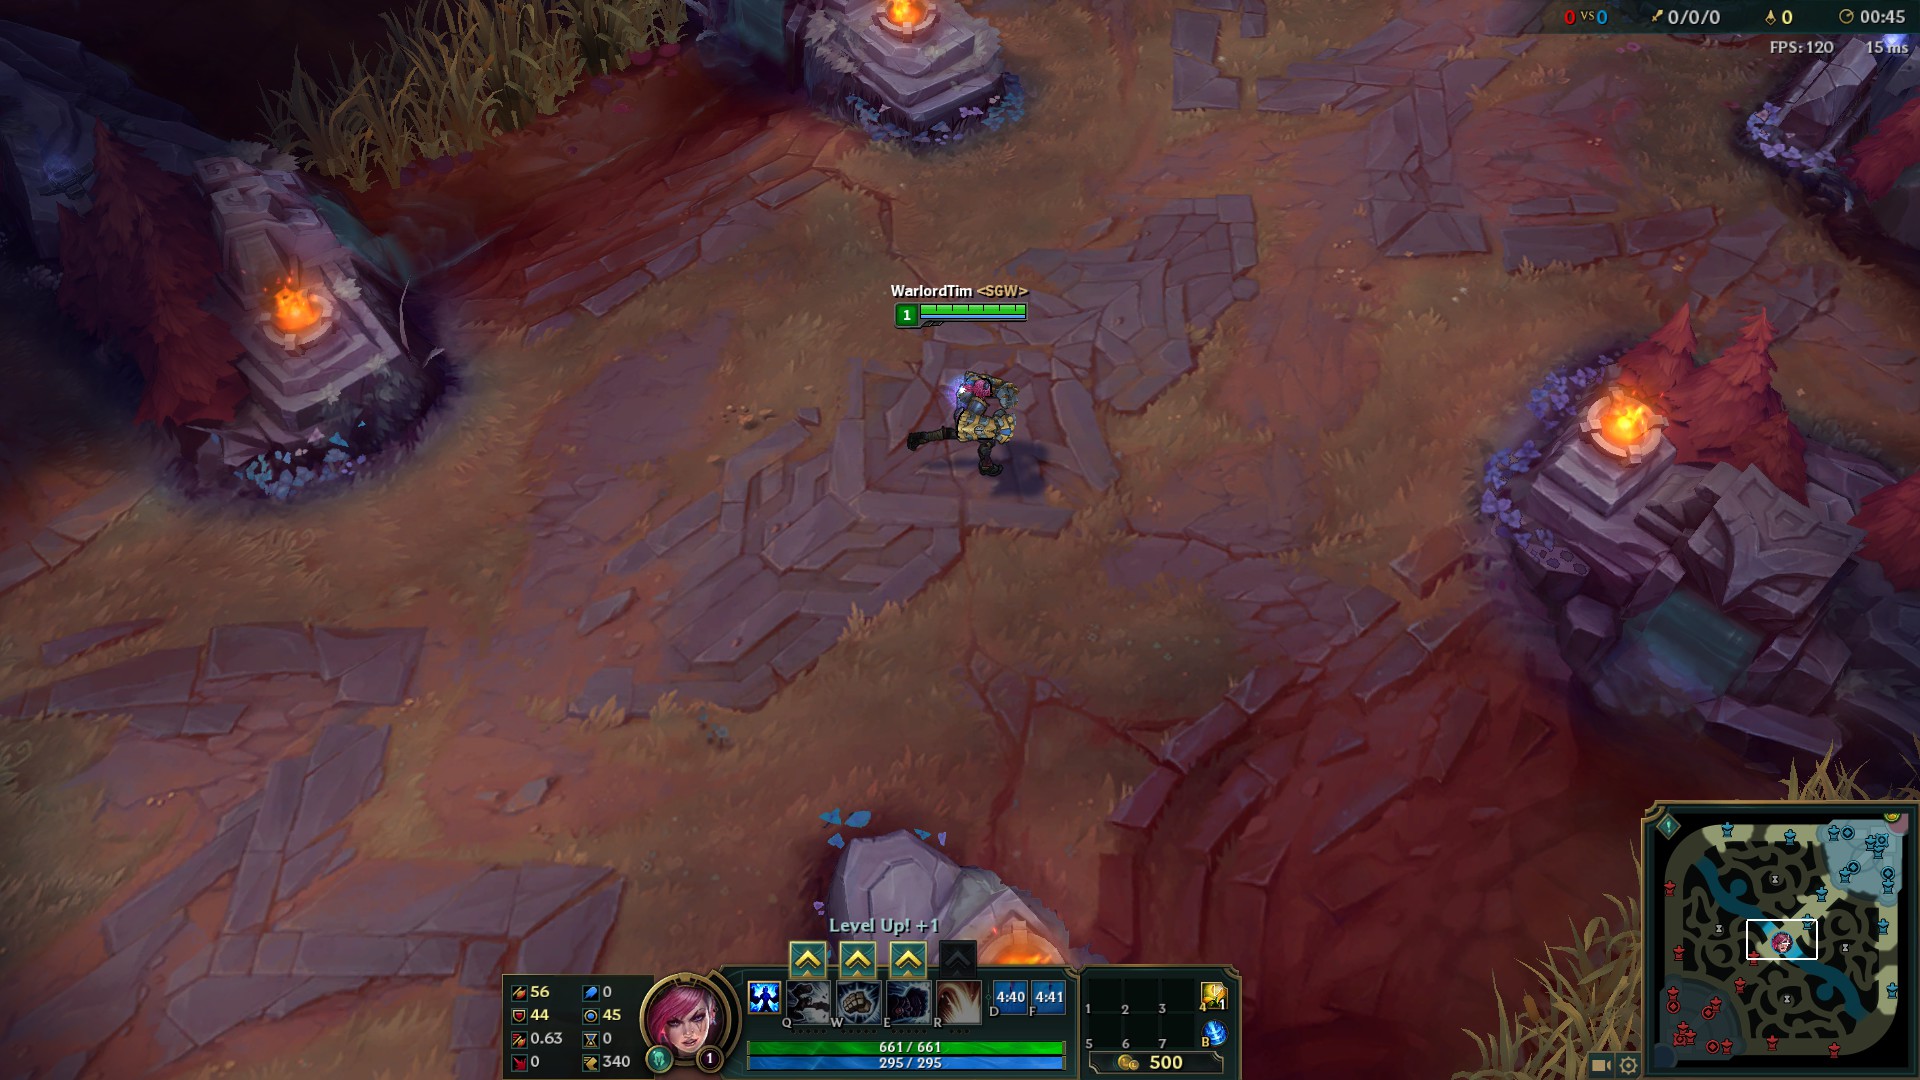 0 VS 0 0/0/0 0 00:45
FPS: 120 15 ms
WarlordTim <SGW>
1
Level Up! +1
56 0
44 45
0.63 0
0 340
1
Q W E R
4:40 4:41
D F
661 / 661
295 / 295
1 2 3 4 1
5 6 7 B
500